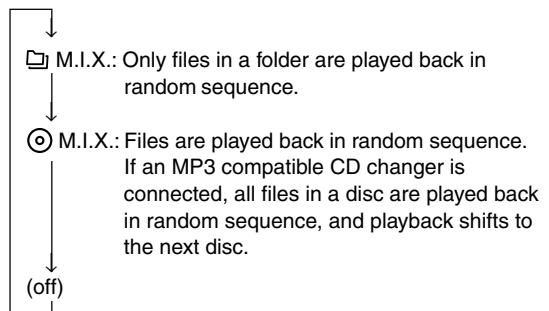 M.I.X.: Only files in a folder are played back in
random sequence.
M.I.X.: Files are played back in random sequence.
If an MP3 compatible CD changer is
connected, all files in a disc are played back
in random sequence, and playback shifts to
the next disc.
(off)